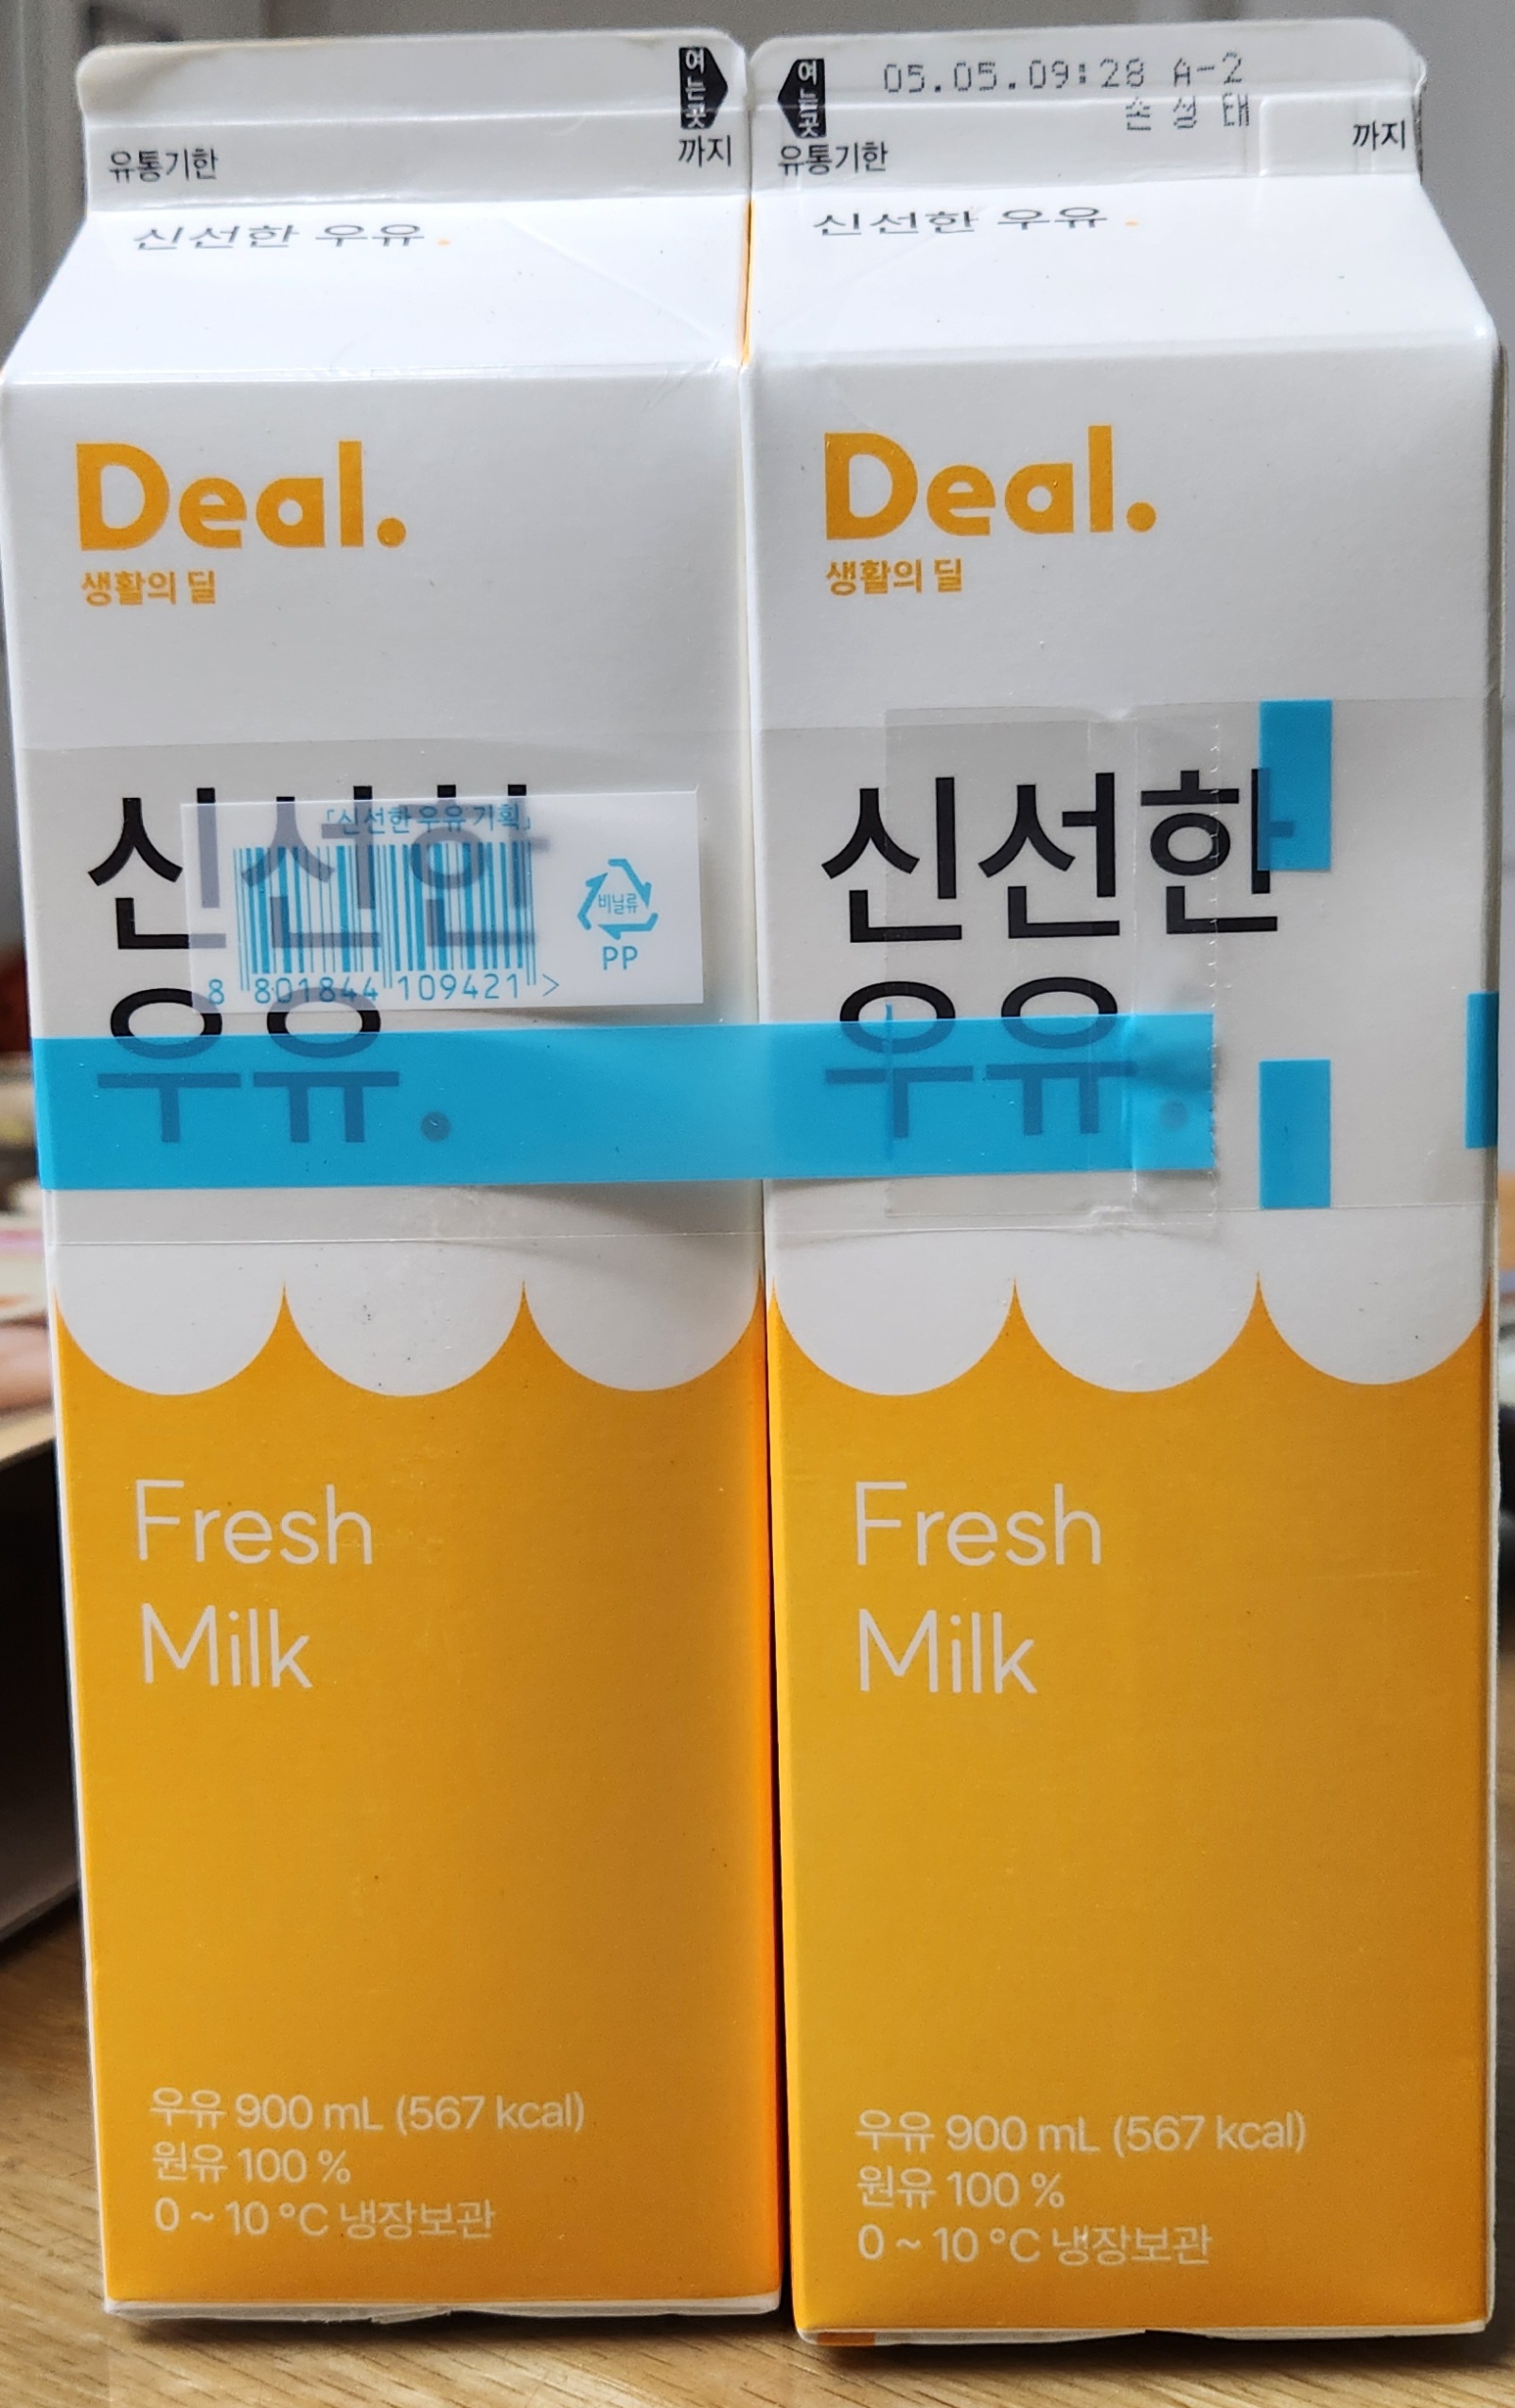 여는곳
유통기한 까지
신선한 우유.
Deal.
생활의 딜
신선한
우유.
「신선한우유기획」
8 801844 109421 >
비닐류
PP
Fresh
Milk
우유 900 mL (567 kcal)
원유 100 %
0 ~ 10 °C 냉장보관
여는곳
05.05.09:28 A-2
손성태
유통기한 까지
신선한 우유.
Deal.
생활의 딜
신선한
우유.
Fresh
Milk
우유 900 mL (567 kcal)
원유 100 %
0 ~ 10 °C 냉장보관